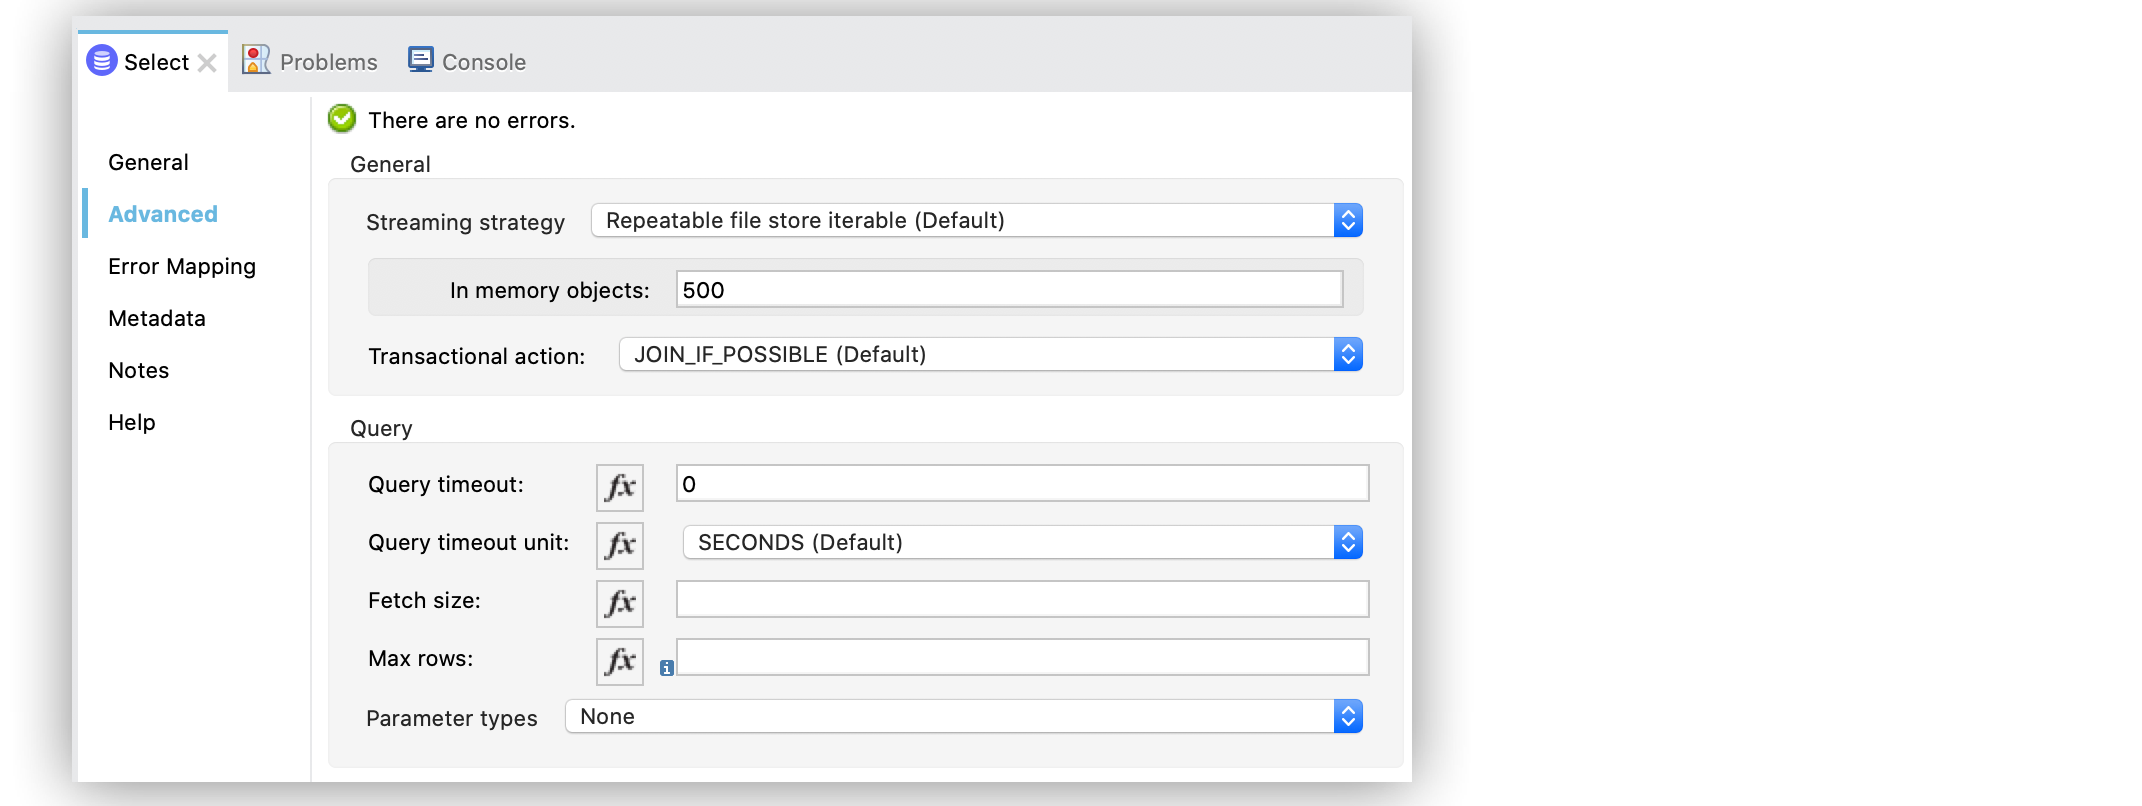 Select
Problems
Console
General
Advanced
Error Mapping
Metadata
Notes
Help
There are no errors.
General
Streaming strategy
Repeatable file store iterable (Default)
In memory objects:
500
Transactional action:
JOIN_IF_POSSIBLE (Default)
Query
Query timeout:
fx
0
Query timeout unit:
fx
SECONDS (Default)
Fetch size:
fx
Max rows:
fx
i
Parameter types
None